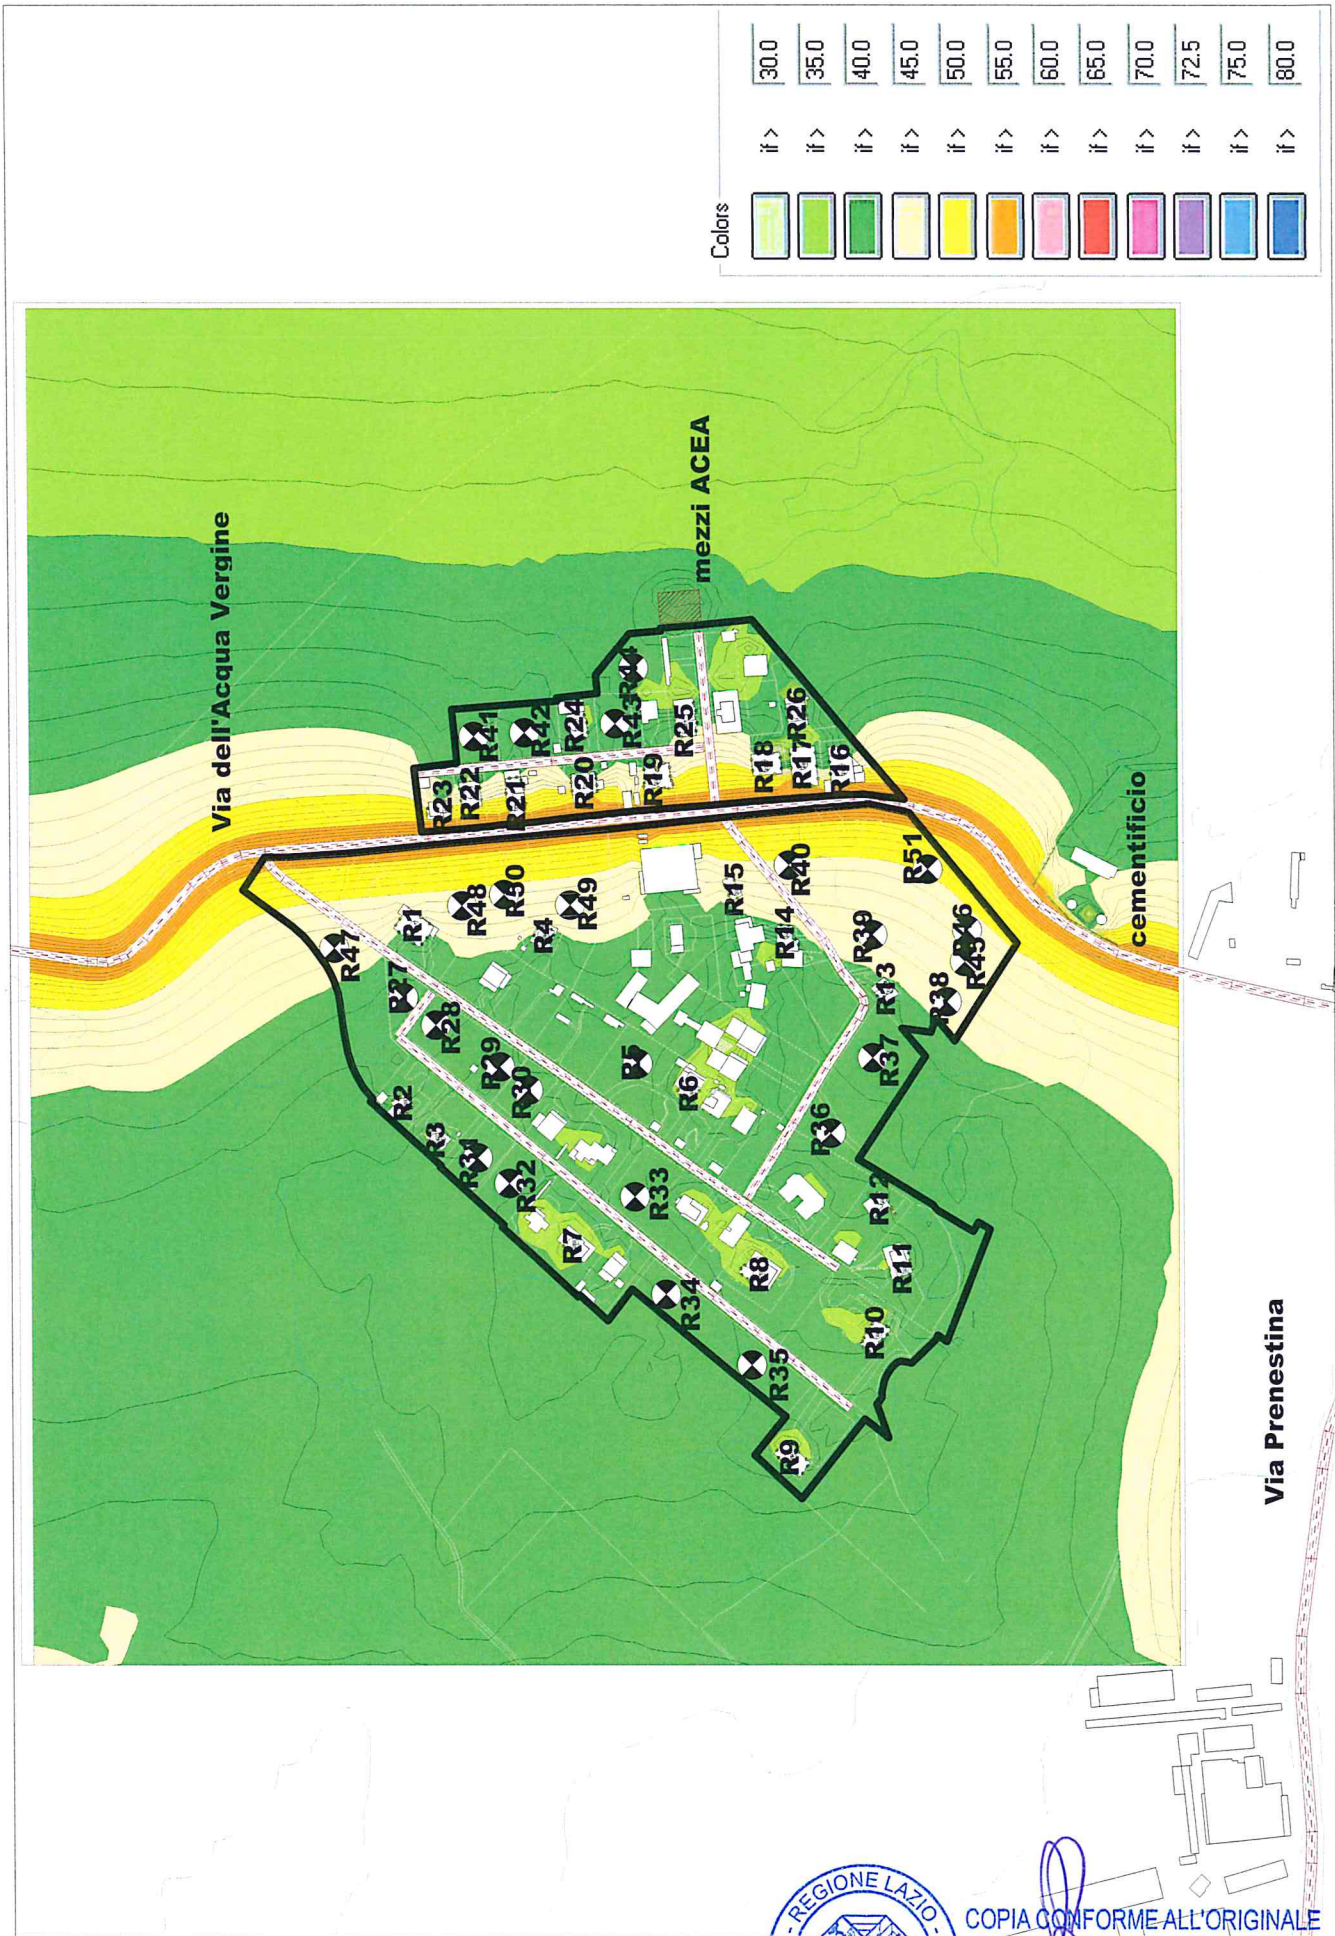 Colors
if > 30.0
if > 35.0
if > 40.0
if > 45.0
if > 50.0
if > 55.0
if > 60.0
if > 65.0
if > 70.0
if > 72.5
if > 75.0
if > 80.0
Via dell'Acqua Vergine
mezzi ACEA
cementificio
Via Prenestina
R1
R2
R3
R4
R5
R6
R7
R8
R9
R10
R11
R12
R13
R14
R15
R16
R17
R18
R19
R20
R21
R22
R23
R24
R25
R26
R27
R28
R29
R30
R31
R32
R33
R34
R35
R36
R37
R38
R39
R40
R41
R42
R43
R44
R45
R46
R47
R48
R49
R50
R51
- REGIONE LAZIO -
COPIA CONFORME ALL'ORIGINALE